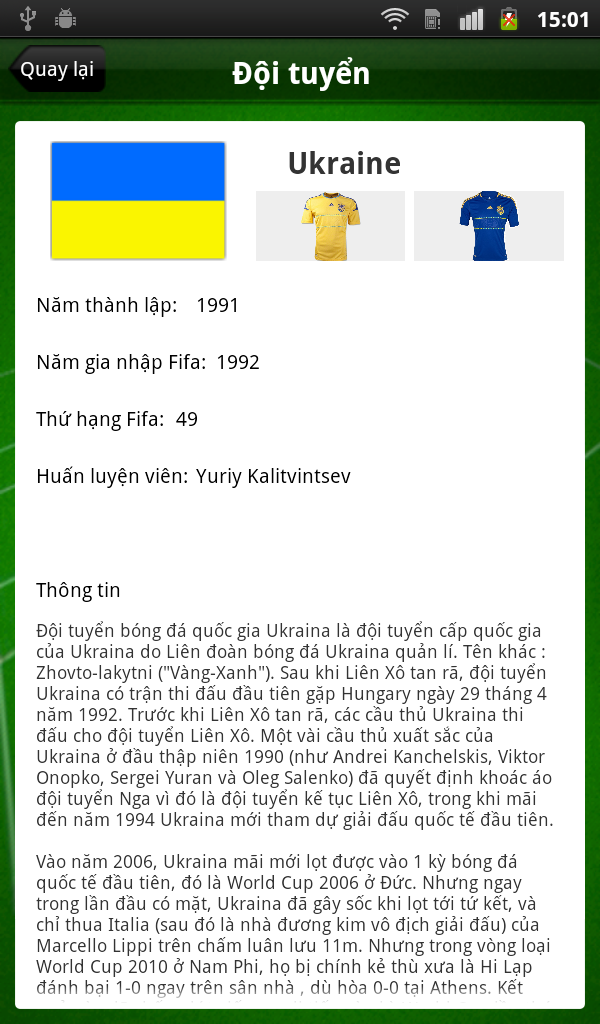 15:01
Quay lại
Đội tuyển
Ukraine
Năm thành lập: 1991
Năm gia nhập Fifa: 1992
Thứ hạng Fifa: 49
Huấn luyện viên: Yuriy Kalitvintsev
Thông tin
Đội tuyển bóng đá quốc gia Ukraina là đội tuyển cấp quốc gia
của Ukraina do Liên đoàn bóng đá Ukraina quản lí. Tên khác :
Zhovto-lakytni ("Vàng-Xanh"). Sau khi Liên Xô tan rã, đội tuyển
Ukraina có trận thi đấu đầu tiên gặp Hungary ngày 29 tháng 4
năm 1992. Trước khi Liên Xô tan rã, các cầu thủ Ukraina thi
đấu cho đội tuyển Liên Xô. Một vài cầu thủ xuất sắc của
Ukraina ở đầu thập niên 1990 (như Andrei Kanchelskis, Viktor
Onopko, Sergei Yuran và Oleg Salenko) đã quyết định khoác áo
đội tuyển Nga vì đó là đội tuyển kế tục Liên Xô, trong khi mãi
đến năm 1994 Ukraina mới tham dự giải đấu quốc tế đầu tiên.
Vào năm 2006, Ukraina mãi mới lọt được vào 1 kỳ bóng đá
quốc tế đầu tiên, đó là World Cup 2006 ở Đức. Nhưng ngay
trong lần đầu có mặt, Ukraina đã gây sốc khi lọt tới tứ kết, và
chỉ thua Italia (sau đó là nhà đương kim vô địch giải đấu) của
Marcello Lippi trên chấm luân lưu 11m. Nhưng trong vòng loại
World Cup 2010 ở Nam Phi, họ bị chính kẻ thù xưa là Hi Lạp
đánh bại 1-0 ngay trên sân nhà , dù hòa 0-0 tại Athens. Kết